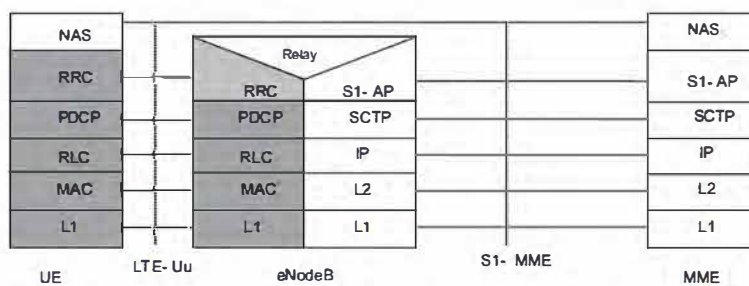 NAS
NAS
Relay
RRC
RRC
S1- AP
S1- AP
PDCP
PDCP
SCTP
SCTP
RLC
RLC
IP
IP
MAC
MAC
L2
L2
L1
L1
L1
L1
UE
LTE- Uu
eNodeB
S1- MME
MME